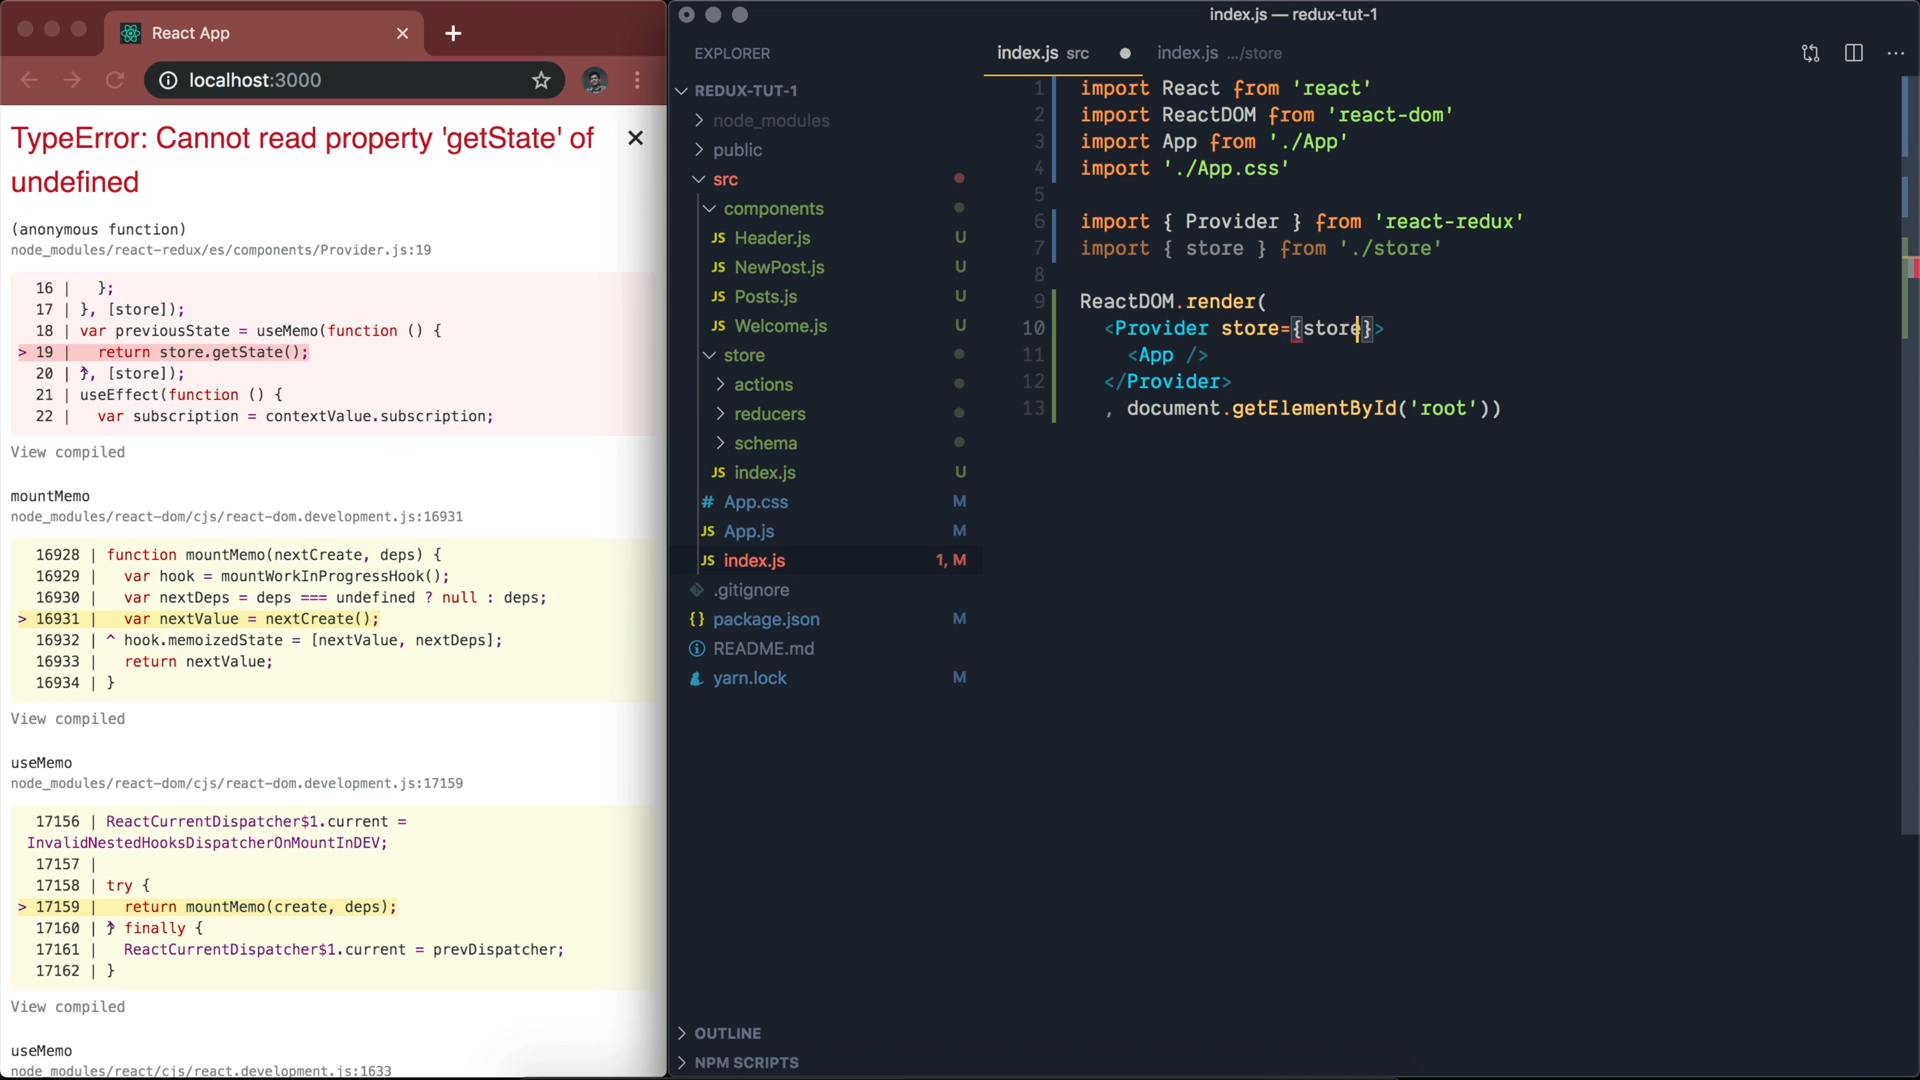 React App
localhost:3000
TypeError: Cannot read property 'getState' of
undefined
(anonymous function)
node_modules/react-redux/es/components/Provider.js:19
16 |   };
17 | }, [store]);
18 | var previousState = useMemo(function () {
> 19 |   return store.getState();
20 | }, [store]);
21 | useEffect(function () {
22 |   var subscription = contextValue.subscription;
View compiled
mountMemo
node_modules/react-dom/cjs/react-dom.development.js:16931
16928 | function mountMemo(nextCreate, deps) {
16929 |   var hook = mountWorkInProgressHook();
16930 |   var nextDeps = deps === undefined ? null : deps;
> 16931 |   var nextValue = nextCreate();
16932 | ^ hook.memoizedState = [nextValue, nextDeps];
16933 |   return nextValue;
16934 | }
View compiled
useMemo
node_modules/react-dom/cjs/react-dom.development.js:17159
17156 | ReactCurrentDispatcher$1.current =
InvalidNestedHooksDispatcherOnMountInDEV;
17157 |
17158 | try {
> 17159 |   return mountMemo(create, deps);
17160 | } finally {
17161 |   ReactCurrentDispatcher$1.current = prevDispatcher;
17162 | }
View compiled
useMemo
node_modules/react/cjs/react.development.js:1633
index.js — redux-tut-1
EXPLORER
REDUX-TUT-1
node_modules
public
src
components
JS Header.js U
JS NewPost.js U
JS Posts.js U
JS Welcome.js U
store
actions
reducers
schema
JS index.js U
# App.css M
JS App.js M
JS index.js 1, M
.gitignore
{} package.json M
README.md
yarn.lock M
OUTLINE
NPM SCRIPTS
index.js src
index.js .../store
1 import React from 'react'
2 import ReactDOM from 'react-dom'
3 import App from './App'
4 import './App.css'
5
6 import { Provider } from 'react-redux'
7 import { store } from './store'
8
9 ReactDOM.render(
10   <Provider store={store}>
11     <App />
12   </Provider>
13   , document.getElementById('root'))